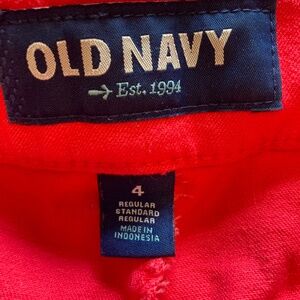 OLD NAVY
Est. 1994
4
REGULAR
STANDARD
REGULAR
MADE IN
INDONESIA